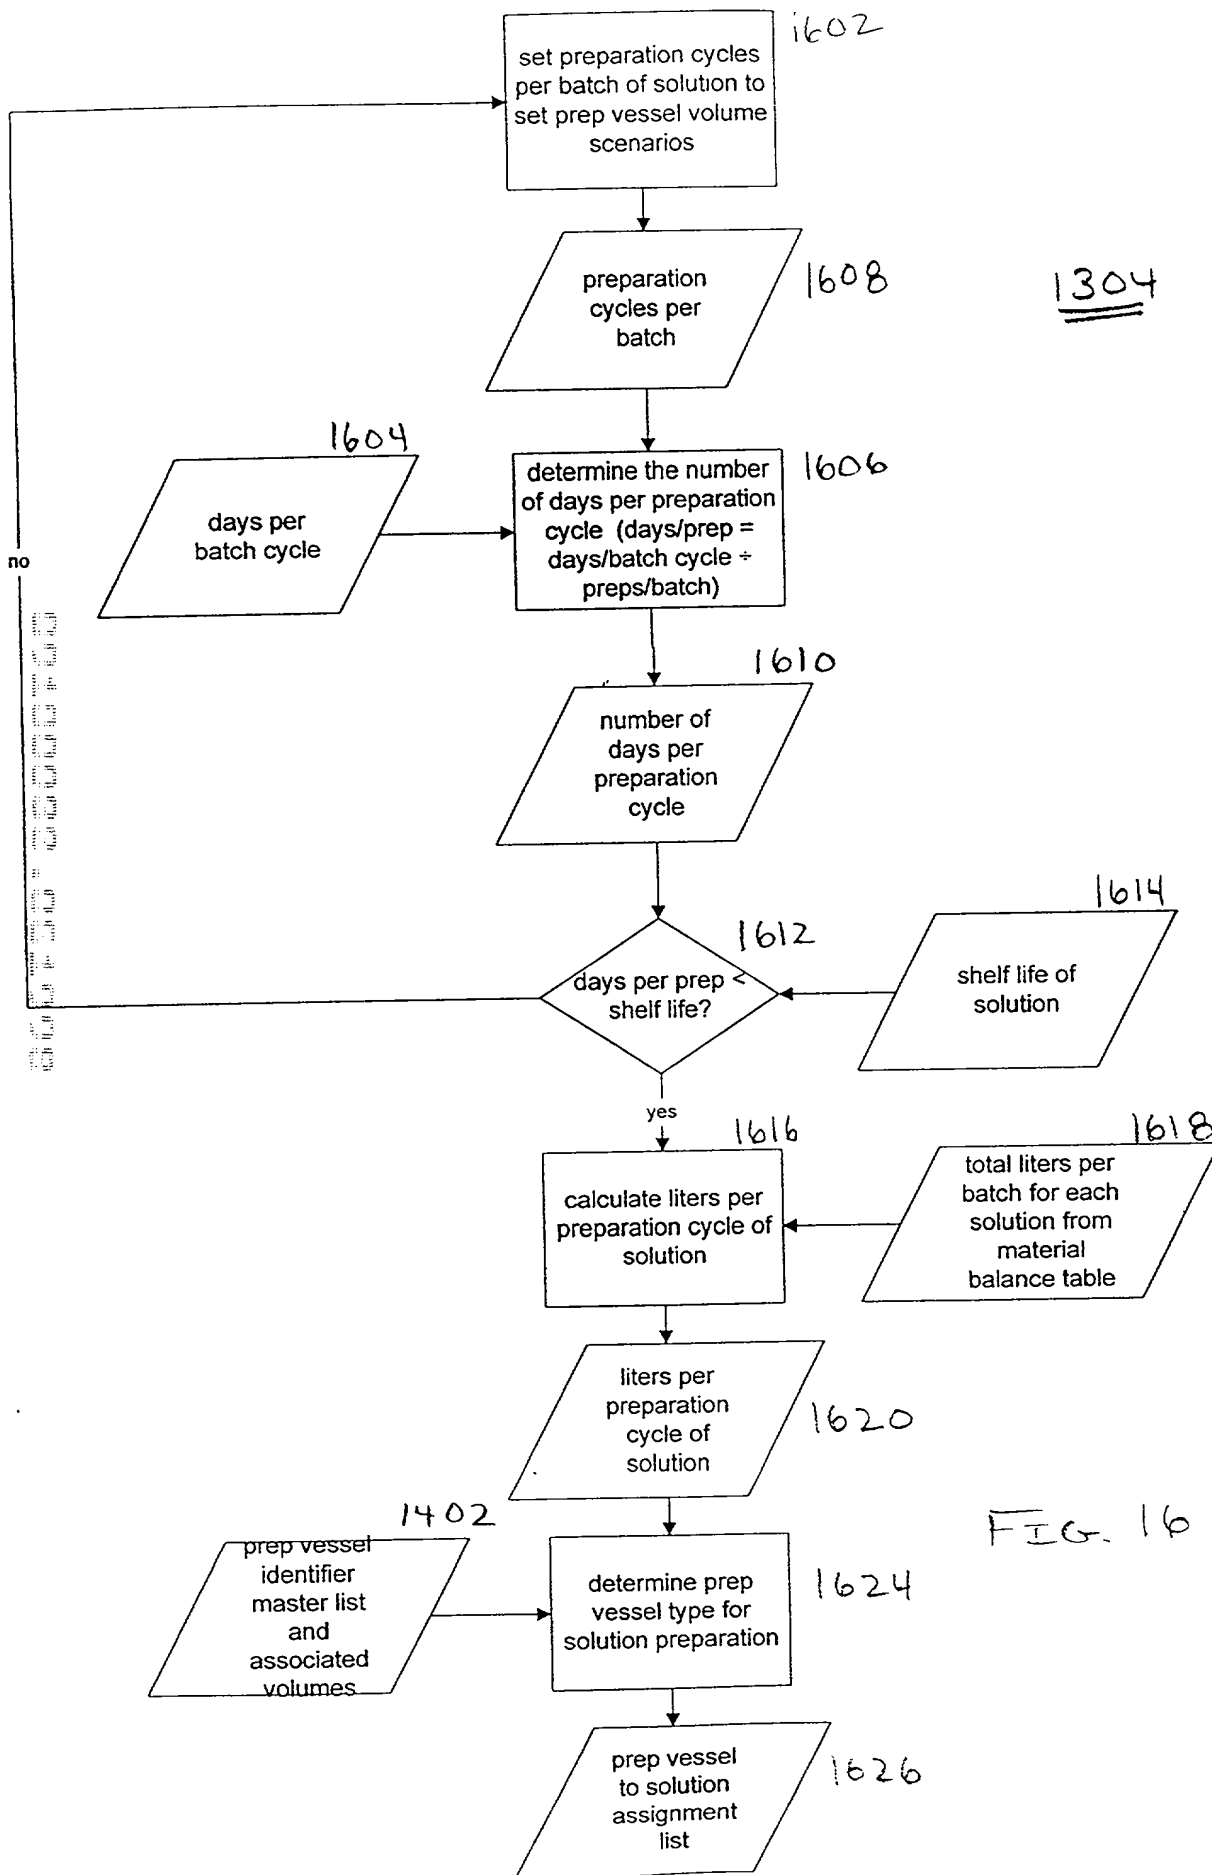 1602
set preparation cycles
per batch of solution to
set prep vessel volume
scenarios
preparation
cycles per
batch
1608
1304
1604
days per
batch cycle
determine the number
of days per preparation
cycle (days/prep =
days/batch cycle ÷
preps/batch)
1606
no
1610
number of
days per
preparation
cycle
1612
days per prep <
shelf life?
1614
shelf life of
solution
yes
1616
calculate liters per
preparation cycle of
solution
1618
total liters per
batch for each
solution from
material
balance table
liters per
preparation
cycle of
solution
1620
1402
prep vessel
identifier
master list
and
associated
volumes
determine prep
vessel type for
solution preparation
1624
FIG. 16
prep vessel
to solution
assignment
list
1626